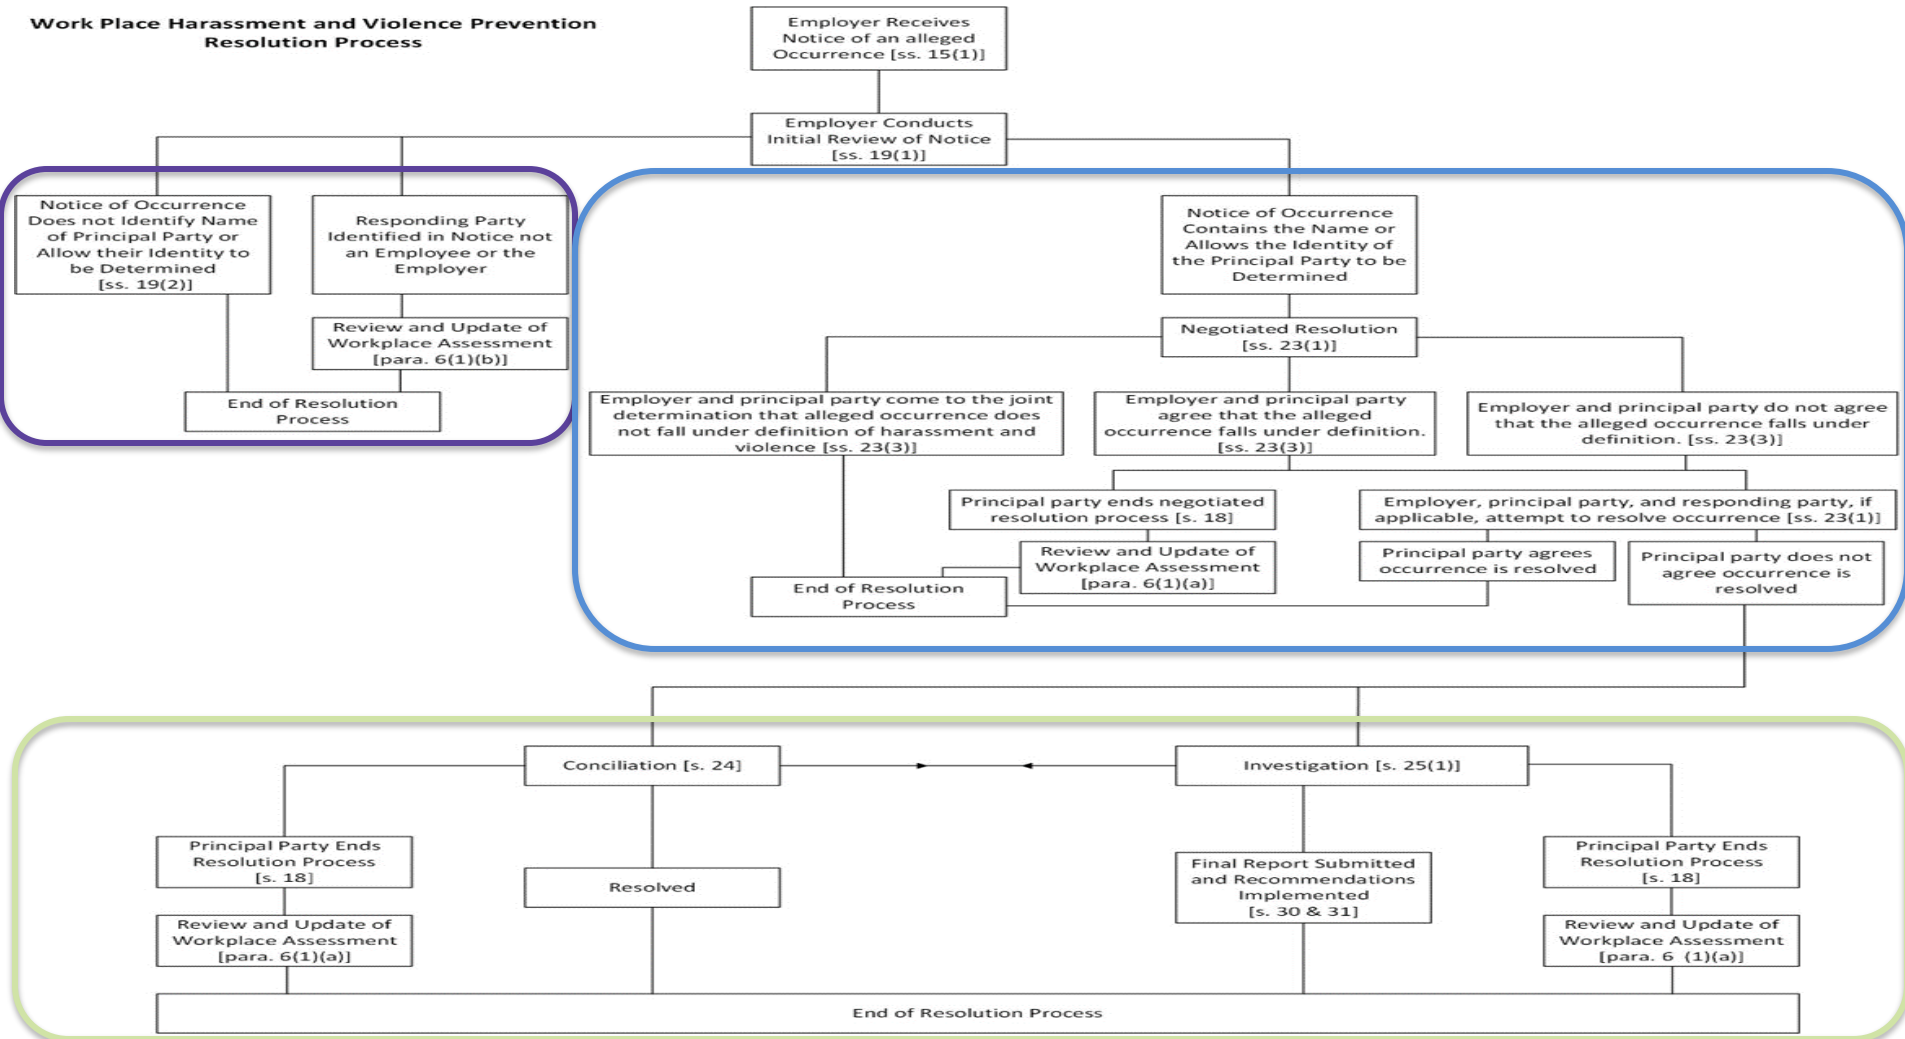 Work Place Harassment and Violence Prevention
Resolution Process
Employer Receives
Notice of an alleged
Occurrence [ss. 15(1)]
Employer Conducts
Initial Review of Notice
[ss. 19(1)]
Notice of Occurrence
Does not Identify Name
of Principal Party or
Allow their Identity to
be Determined
[ss. 19(2)]
Responding Party
Identified in Notice not
an Employee or the
Employer
Review and Update of
Workplace Assessment
[para. 6(1)(b)]
End of Resolution
Process
Notice of Occurrence
Contains the Name or
Allows the Identity of
the Principal Party to be
Determined
Negotiated Resolution
[ss. 23(1)]
Employer and principal party come to the joint
determination that alleged occurrence does
not fall under definition of harassment and
violence [ss. 23(3)]
Employer and principal party
agree that the alleged
occurrence falls under definition.
[ss. 23(3)]
Employer and principal party do not agree
that the alleged occurrence falls under
definition. [ss. 23(3)]
Principal party ends negotiated
resolution process [s. 18]
Employer, principal party, and responding party, if
applicable, attempt to resolve occurrence [ss. 23(1)]
Review and Update of
Workplace Assessment
[para. 6(1)(a)]
Principal party agrees
occurrence is resolved
Principal party does not
agree occurrence is
resolved
End of Resolution
Process
Conciliation [s. 24]
Investigation [s. 25(1)]
Principal Party Ends
Resolution Process
[s. 18]
Resolved
Final Report Submitted
and Recommendations
Implemented
[s. 30 & 31]
Principal Party Ends
Resolution Process
[s. 18]
Review and Update of
Workplace Assessment
[para. 6(1)(a)]
Review and Update of
Workplace Assessment
[para. 6 (1)(a)]
End of Resolution Process